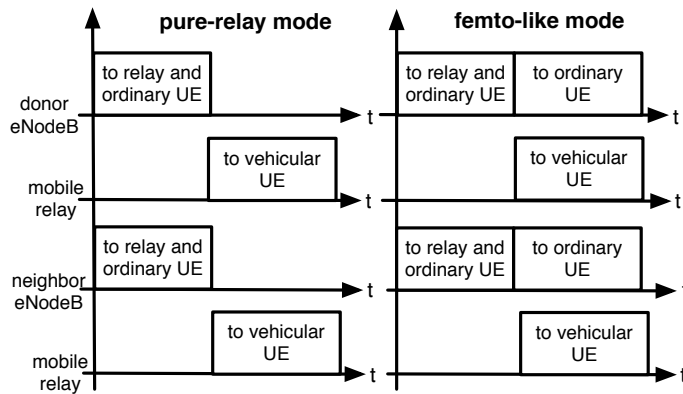 pure-relay mode
femto-like mode
to relay and
ordinary UE
to relay and
ordinary UE
to ordinary
UE
donor
eNodeB
t
t
to vehicular
UE
to vehicular
UE
mobile
relay
t
t
to relay and
ordinary UE
to relay and
ordinary UE
to ordinary
UE
neighbor
eNodeB
t
t
to vehicular
UE
to vehicular
UE
mobile
relay
t
t